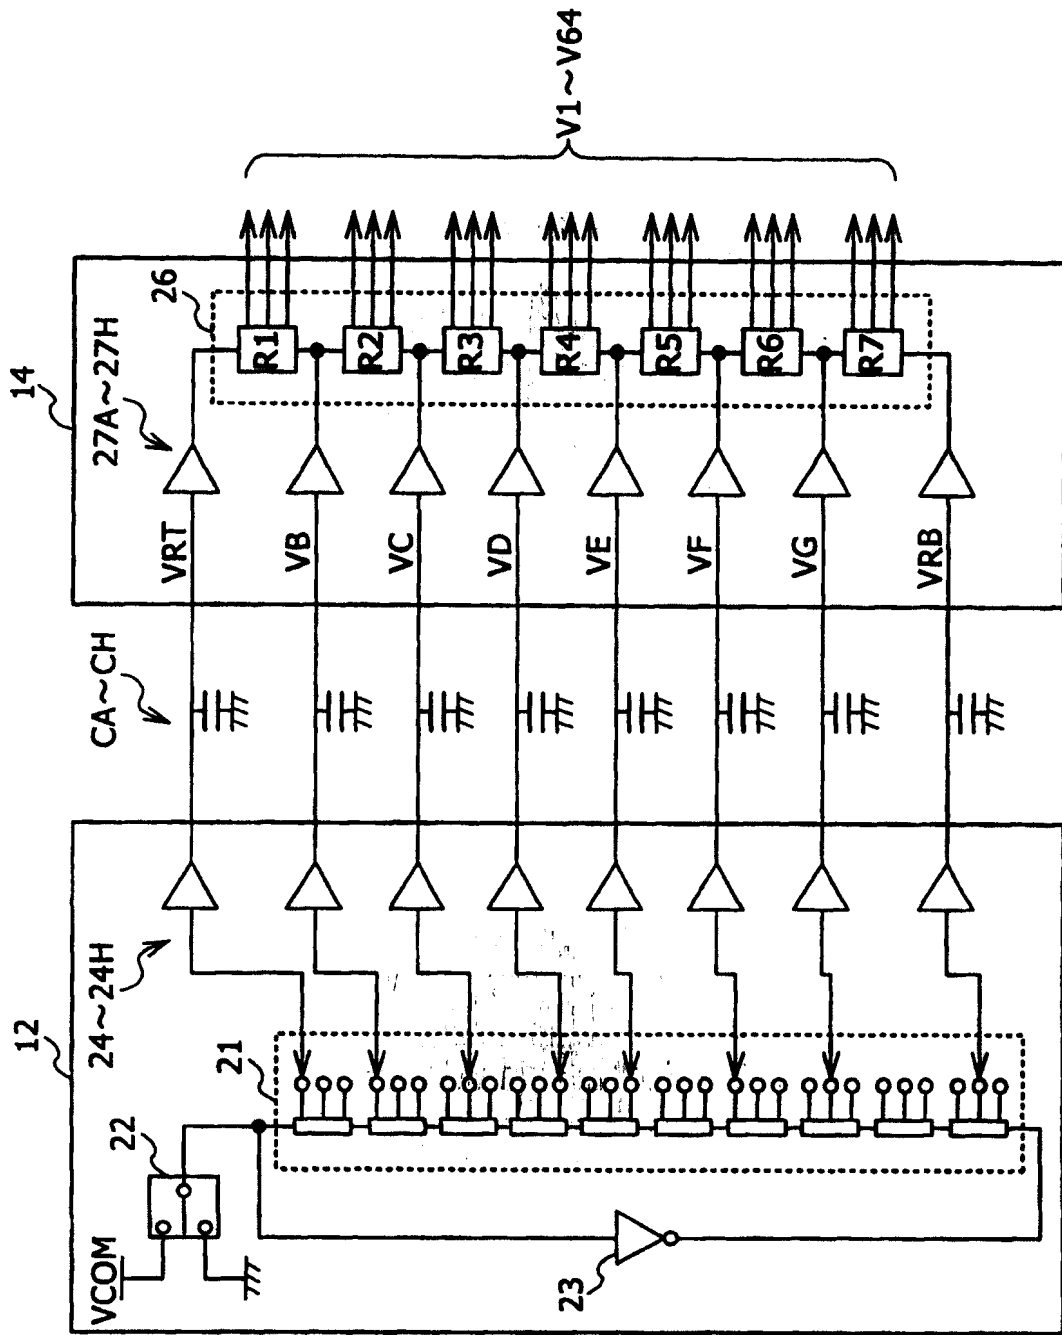 12
22
VCOM
21
24~24H
23
CA~CH
14
27A~27H
26
VRT
VB
VC
VD
VE
VF
VG
VRB
R1
R2
R3
R4
R5
R6
R7
V1~V64